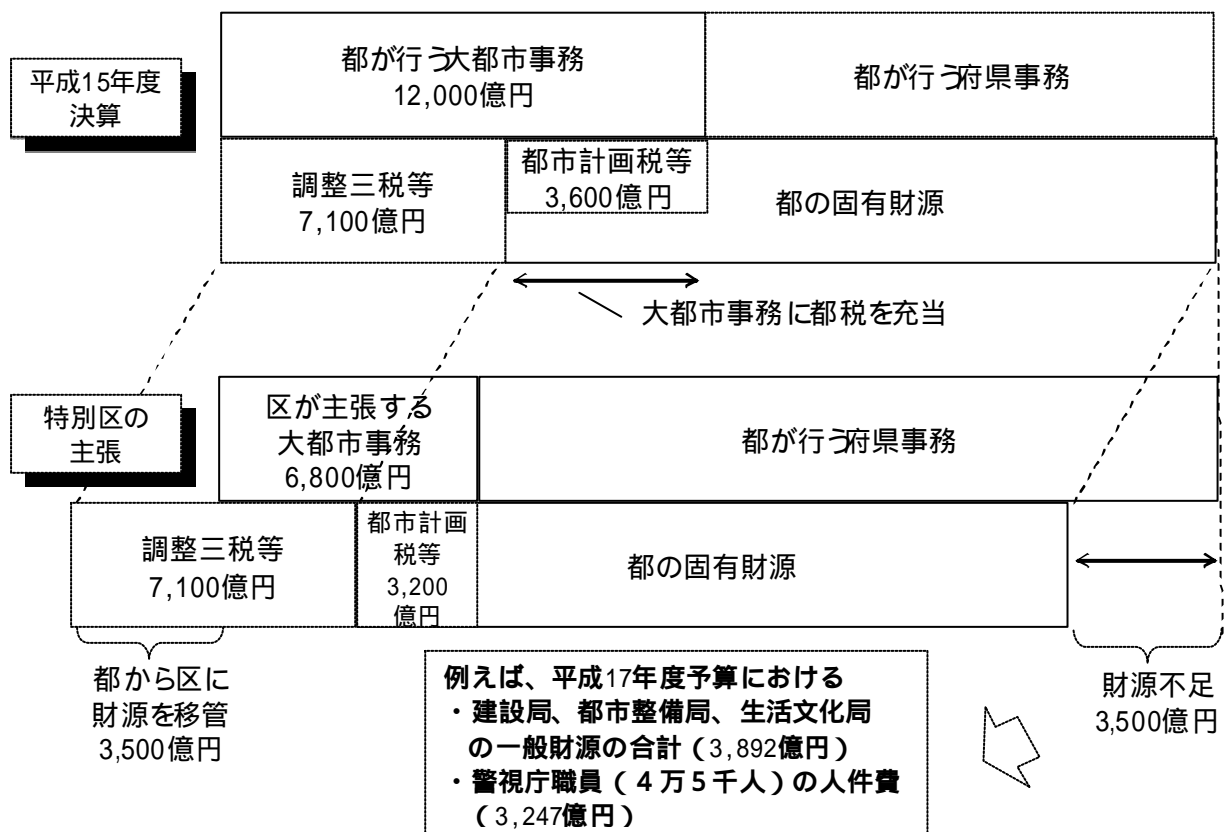 都が行う大都市事務
12,000億円
都が行う府県事務
平成15年度
決算
調整三税等
7,100億円
都市計画税等
3,600億円
都の固有財源
大都市事務に都税を充当
特別区の
主張
区が主張する
大都市事務
6,800億円
都が行う府県事務
調整三税等
7,100億円
都市計画
税等
3,200
億円
都の固有財源
都から区に
財源を移管
3,500億円
例えば、平成17年度予算における
・建設局、都市整備局、生活文化局
の一般財源の合計（3,892億円）
・警視庁職員（４万５千人）の人件費
（3,247億円）
財源不足
3,500億円